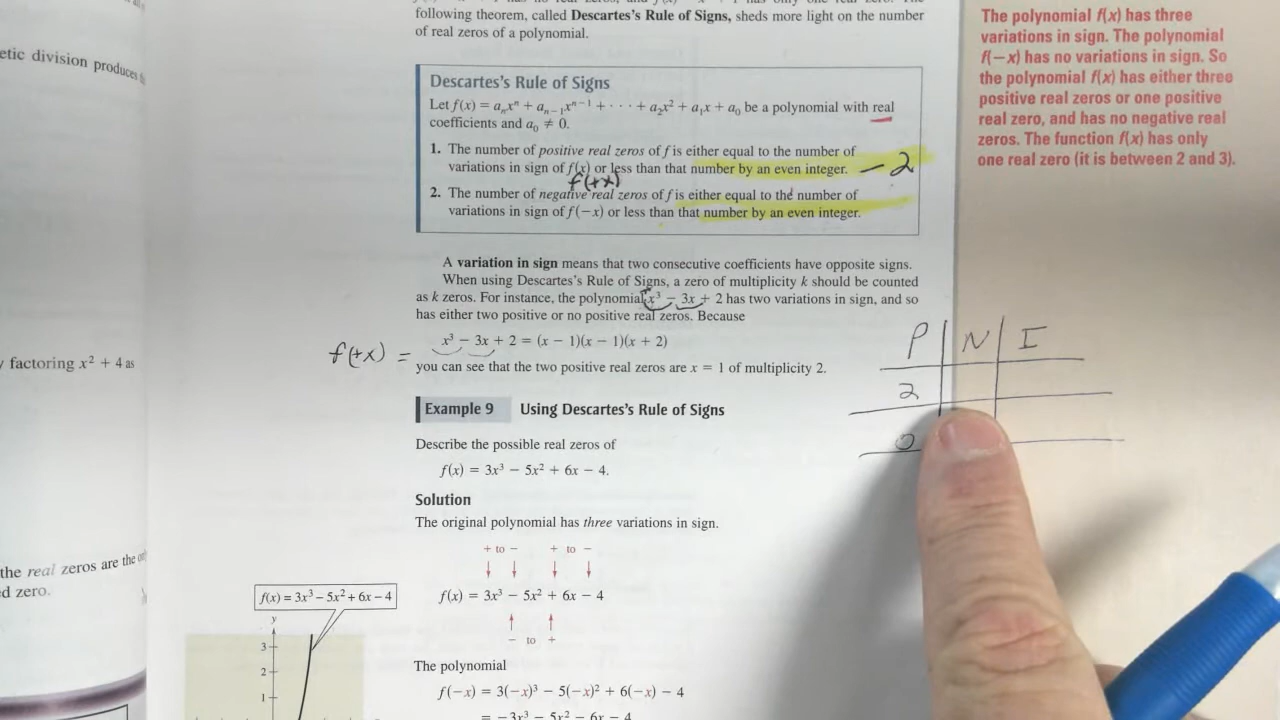 following theorem, called Descartes's Rule of Signs, sheds more light on the number
of real zeros of a polynomial.
Descartes's Rule of Signs
Let f(x) = aₙxⁿ + aₙ₋₁xⁿ⁻¹ + · · · + a₂x² + a₁x + a₀ be a polynomial with real
coefficients and a₀ ≠ 0.
1. The number of positive real zeros of f is either equal to the number of
variations in sign of f(x) or less than that number by an even integer. – 2
f(+x)
2. The number of negative real zeros of f is either equal to the number of
variations in sign of f(−x) or less than that number by an even integer.
A variation in sign means that two consecutive coefficients have opposite signs.
When using Descartes's Rule of Signs, a zero of multiplicity k should be counted
as k zeros. For instance, the polynomial x³ − 3x + 2 has two variations in sign, and so
has either two positive or no positive real zeros. Because
f(+x) = x³ − 3x + 2 = (x − 1)(x − 1)(x + 2)
you can see that the two positive real zeros are x = 1 of multiplicity 2.
Example 9 Using Descartes's Rule of Signs
Describe the possible real zeros of
f(x) = 3x³ − 5x² + 6x − 4.
Solution
The original polynomial has three variations in sign.
+ to − + to −
f(x) = 3x³ − 5x² + 6x − 4
− to +
The polynomial
f(−x) = 3(−x)³ − 5(−x)² + 6(−x) − 4
= −3x³ − 5x² − 6x − 4
f(x) = 3x³ − 5x² + 6x − 4
y
3
2
1
The polynomial f(x) has three
variations in sign. The polynomial
f(−x) has no variations in sign. So
the polynomial f(x) has either three
positive real zeros or one positive
real zero, and has no negative real
zeros. The function f(x) has only
one real zero (it is between 2 and 3).
P N I
2
0
etic division produces
factoring x² + 4 as
the real zeros are the
d zero.